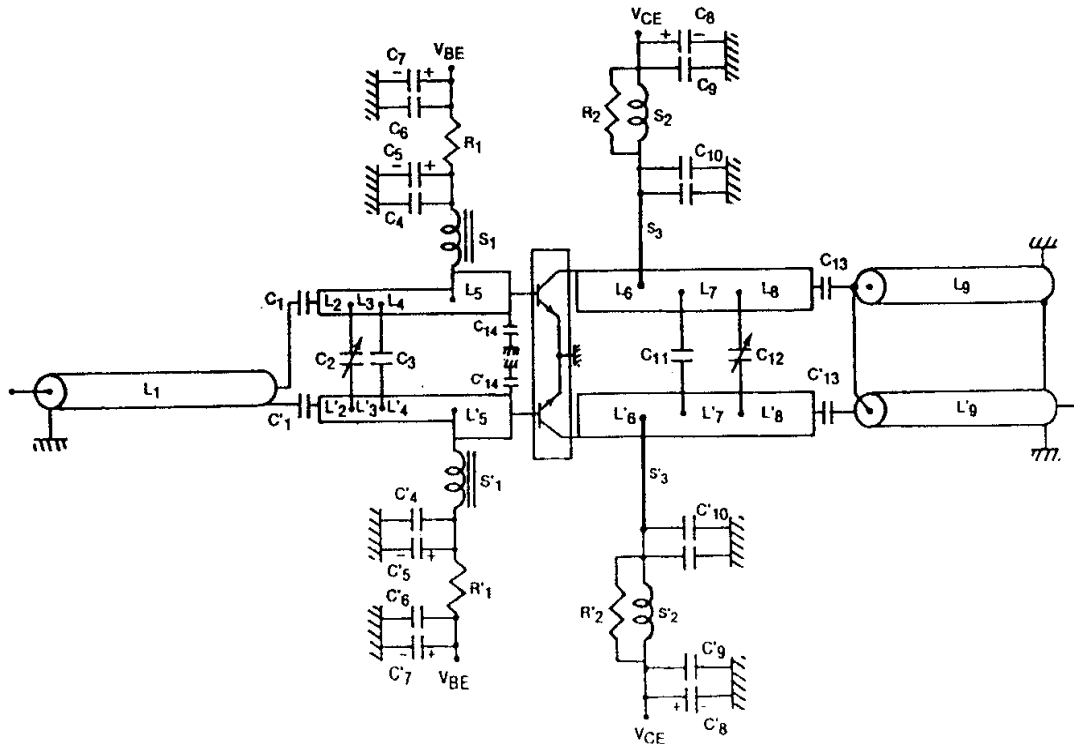 VCE
C8
+ -
C9
C7
VBE
- +
C6
R1
R2
S2
C5
- +
C10
C4
S1
S3
C1
L2 L3 L4
L5
L6
L7
L8
C13
L9
C14
C2
C3
C11
C12
L1
C'14
C'13
C'1
L'2 L'3 L'4
L'5
L'6
L'7
L'8
L'9
S'1
S'3
C'4
C'10
- +
C'5
R'1
C'6
R'2
S'2
- +
C'7
VBE
C'9
+ -
C'8
VCE